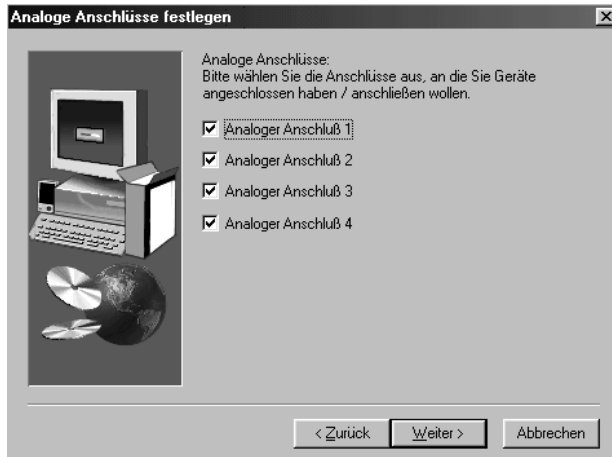 Analoge Anschlüsse festlegen
Analoge Anschlüsse:
Bitte wählen Sie die Anschlüsse aus, an die Sie Geräte
angeschlossen haben / anschließen wollen.
Analoger Anschluß 1
Analoger Anschluß 2
Analoger Anschluß 3
Analoger Anschluß 4
< Zurück Weiter > Abbrechen